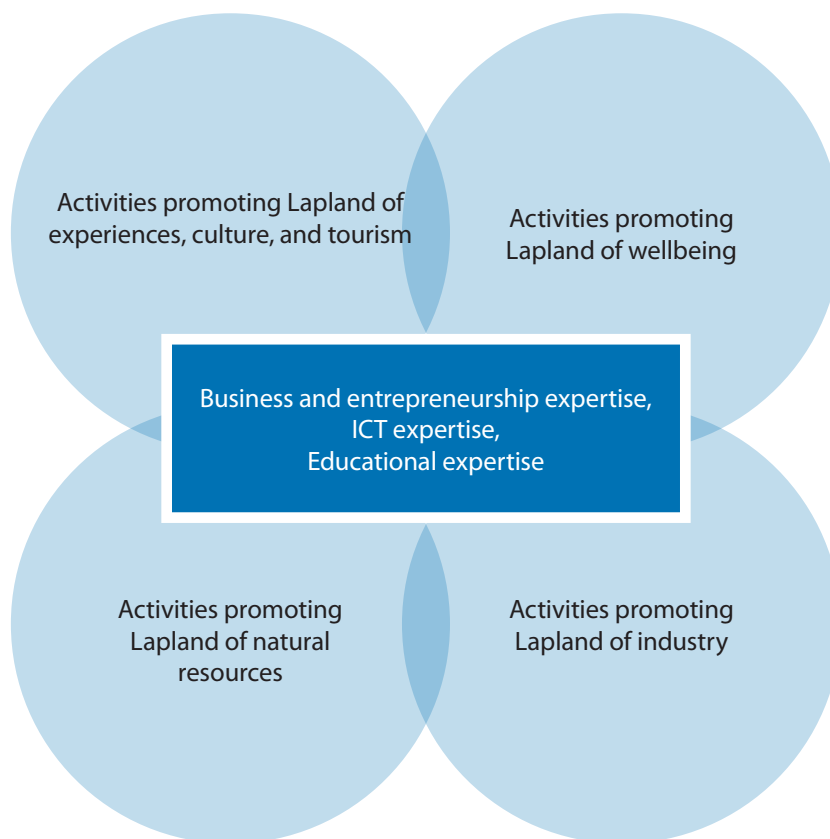 Activities promoting Lapland of
experiences, culture, and tourism
Activities promoting
Lapland of wellbeing
Business and entrepreneurship expertise,
ICT expertise,
Educational expertise
Activities promoting
Lapland of natural
resources
Activities promoting
Lapland of industry